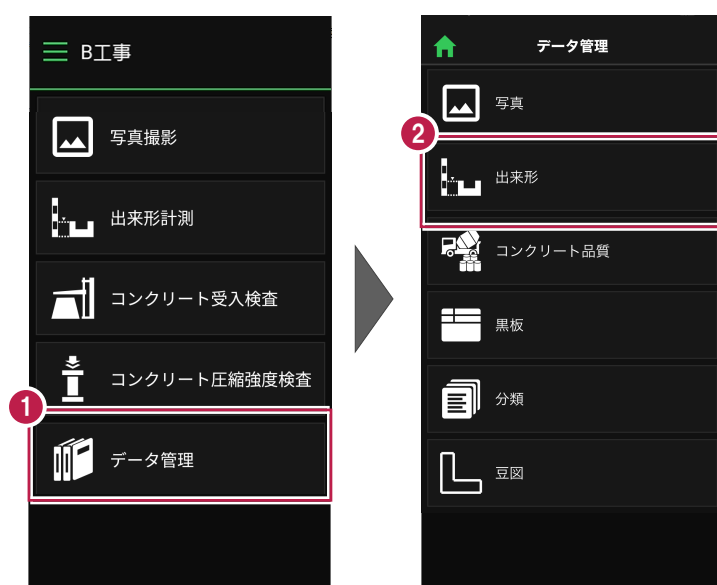 B工事
写真撮影
出来形計測
コンクリート受入検査
コンクリート圧縮強度検査
1
データ管理
データ管理
写真
2
出来形
コンクリート品質
黒板
分類
豆図